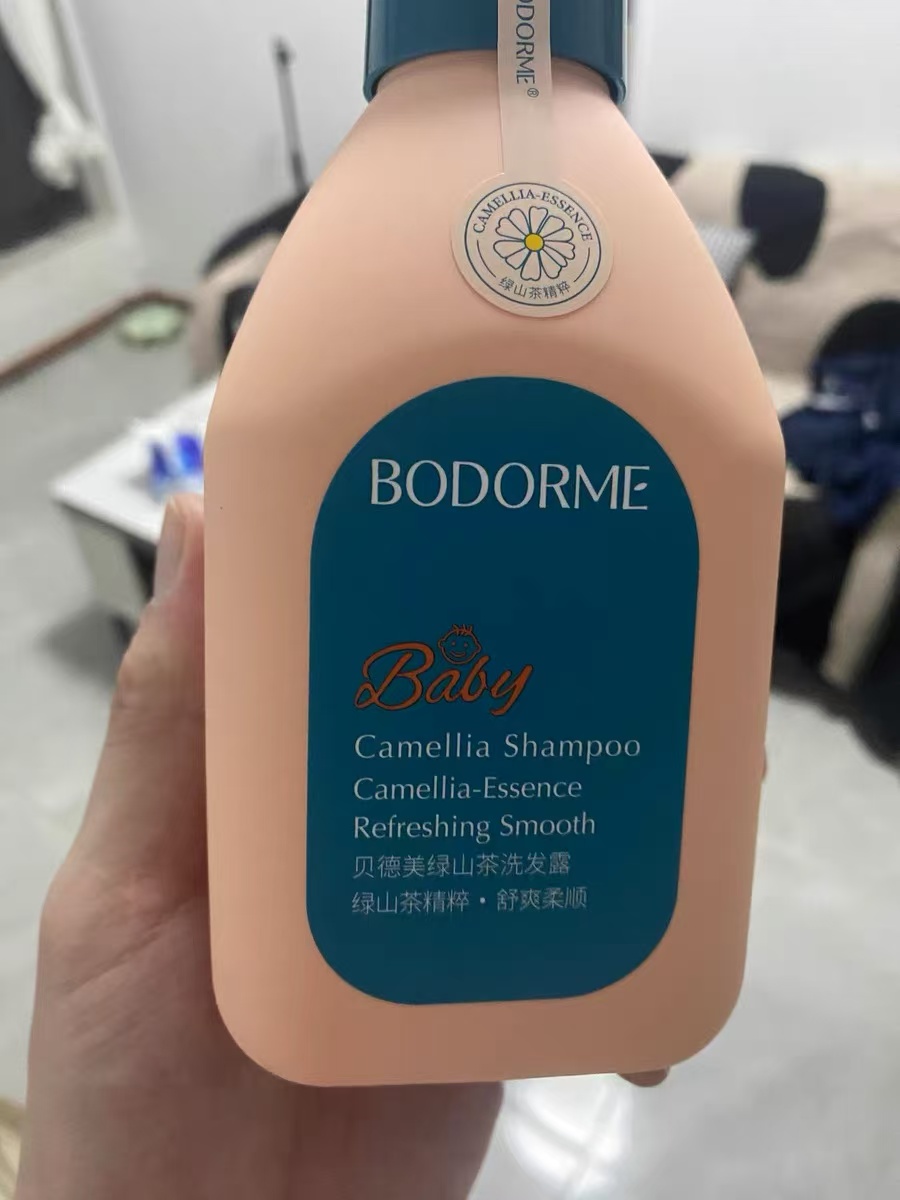 BODORME®
CAMELLIA-ESSENCE
绿山茶精粹
BODORME
Baby
Camellia Shampoo
Camellia-Essence
Refreshing Smooth
贝德美绿山茶洗发露
绿山茶精粹·舒爽柔顺